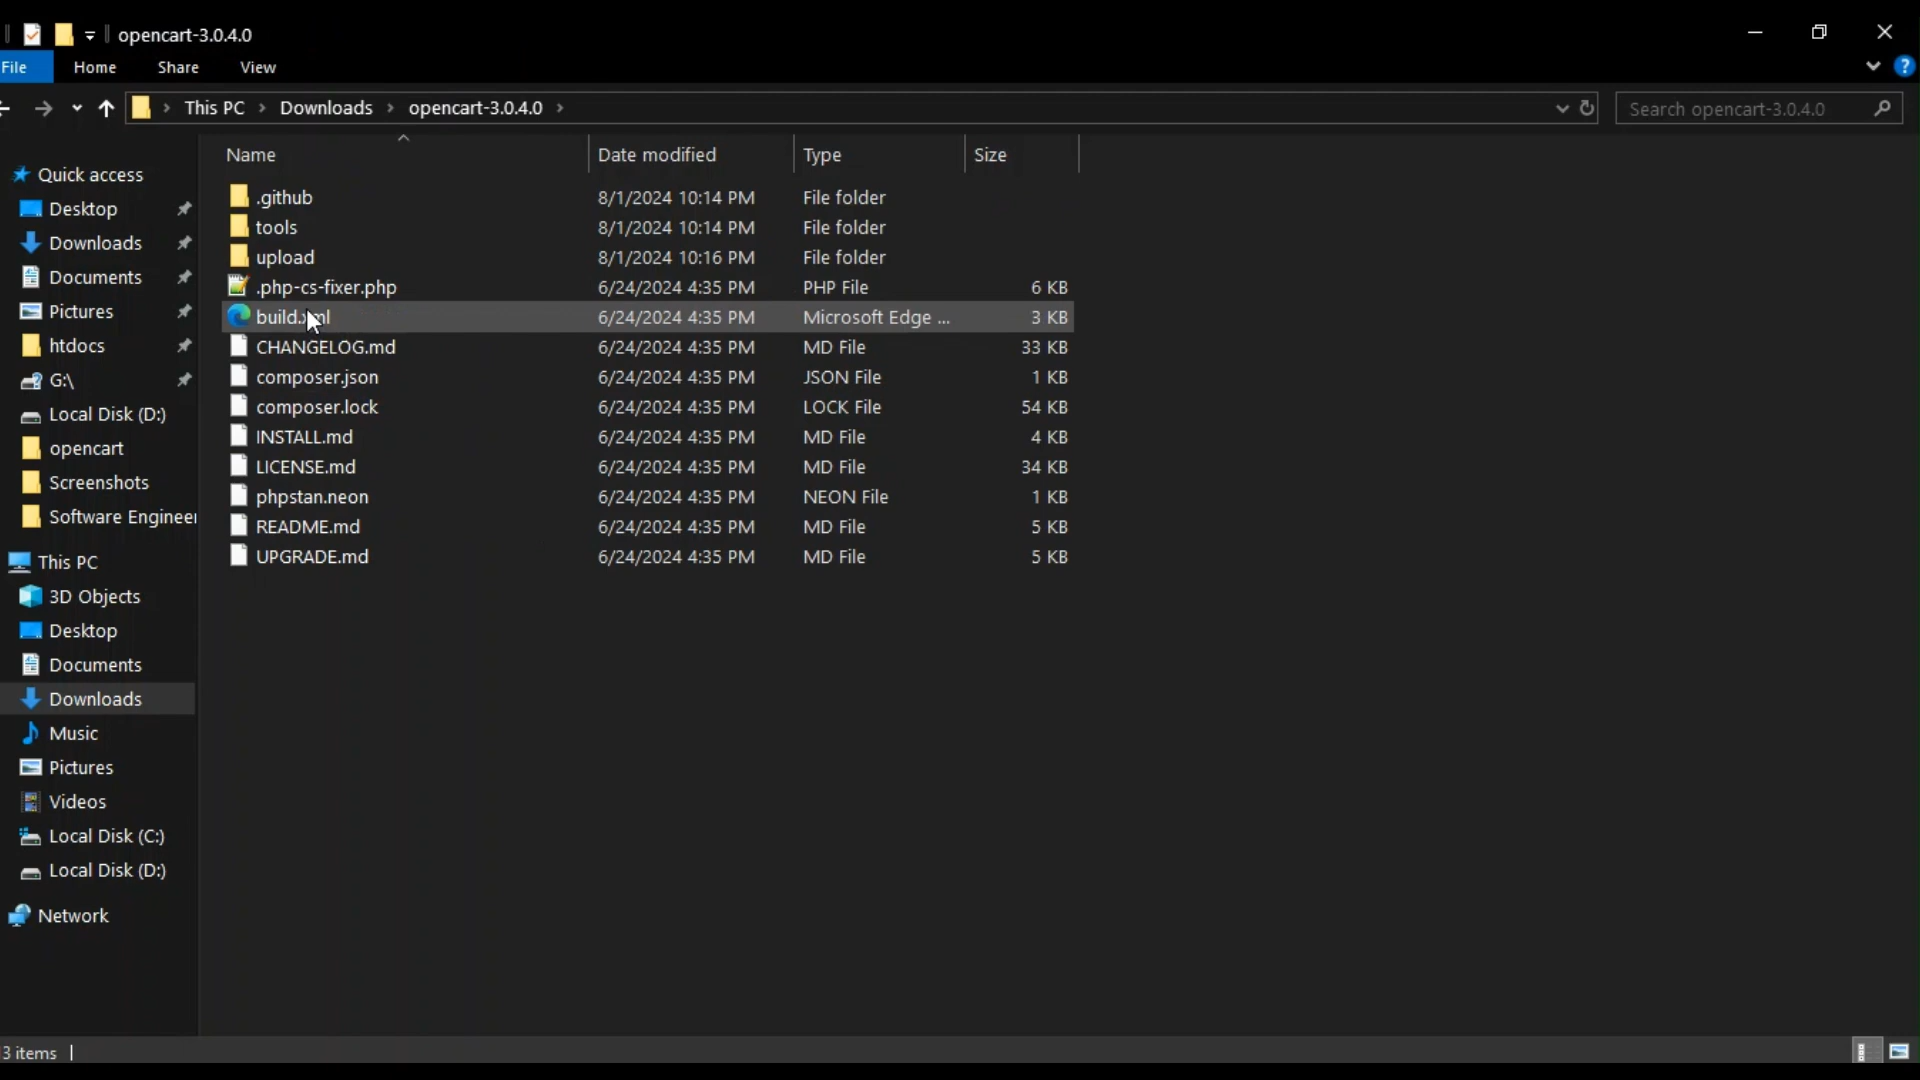 opencart-3.0.4.0
File Home Share View
This PC Downloads opencart-3.0.4.0 Search opencart-3.0.4.0
Name Date modified Type Size
Quick access
Desktop
Downloads
Documents
Pictures
htdocs
G:\
Local Disk (D:)
opencart
Screenshots
Software Engineer
This PC
3D Objects
Desktop
Documents
Downloads
Music
Pictures
Videos
Local Disk (C:)
Local Disk (D:)
Network
.github 8/1/2024 10:14 PM File folder
tools 8/1/2024 10:14 PM File folder
upload 8/1/2024 10:16 PM File folder
.php-cs-fixer.php 6/24/2024 4:35 PM PHP File 6 KB
build.xml 6/24/2024 4:35 PM Microsoft Edge ... 3 KB
CHANGELOG.md 6/24/2024 4:35 PM MD File 33 KB
composer.json 6/24/2024 4:35 PM JSON File 1 KB
composer.lock 6/24/2024 4:35 PM LOCK File 54 KB
INSTALL.md 6/24/2024 4:35 PM MD File 4 KB
LICENSE.md 6/24/2024 4:35 PM MD File 34 KB
phpstan.neon 6/24/2024 4:35 PM NEON File 1 KB
README.md 6/24/2024 4:35 PM MD File 5 KB
UPGRADE.md 6/24/2024 4:35 PM MD File 5 KB
3 items